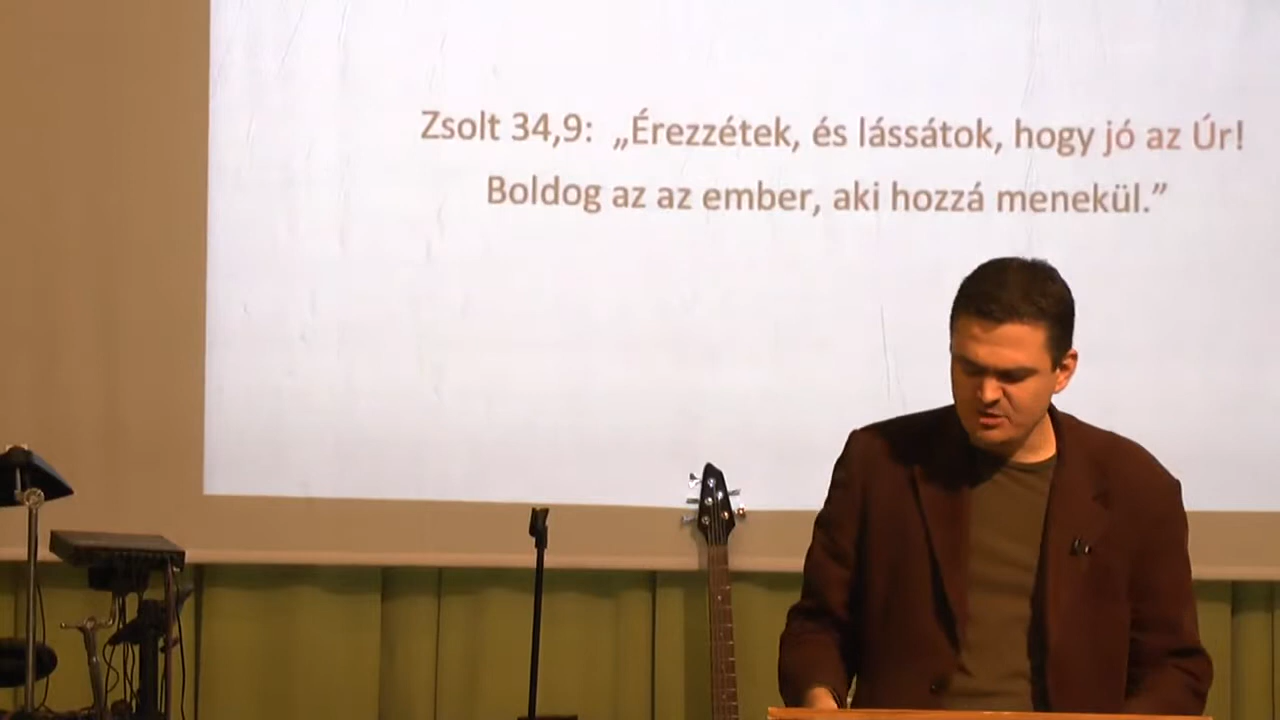 Zsolt 34,9: „Érezzétek, és lássátok, hogy jó az Úr!
Boldog az az ember, aki hozzá menekül.”